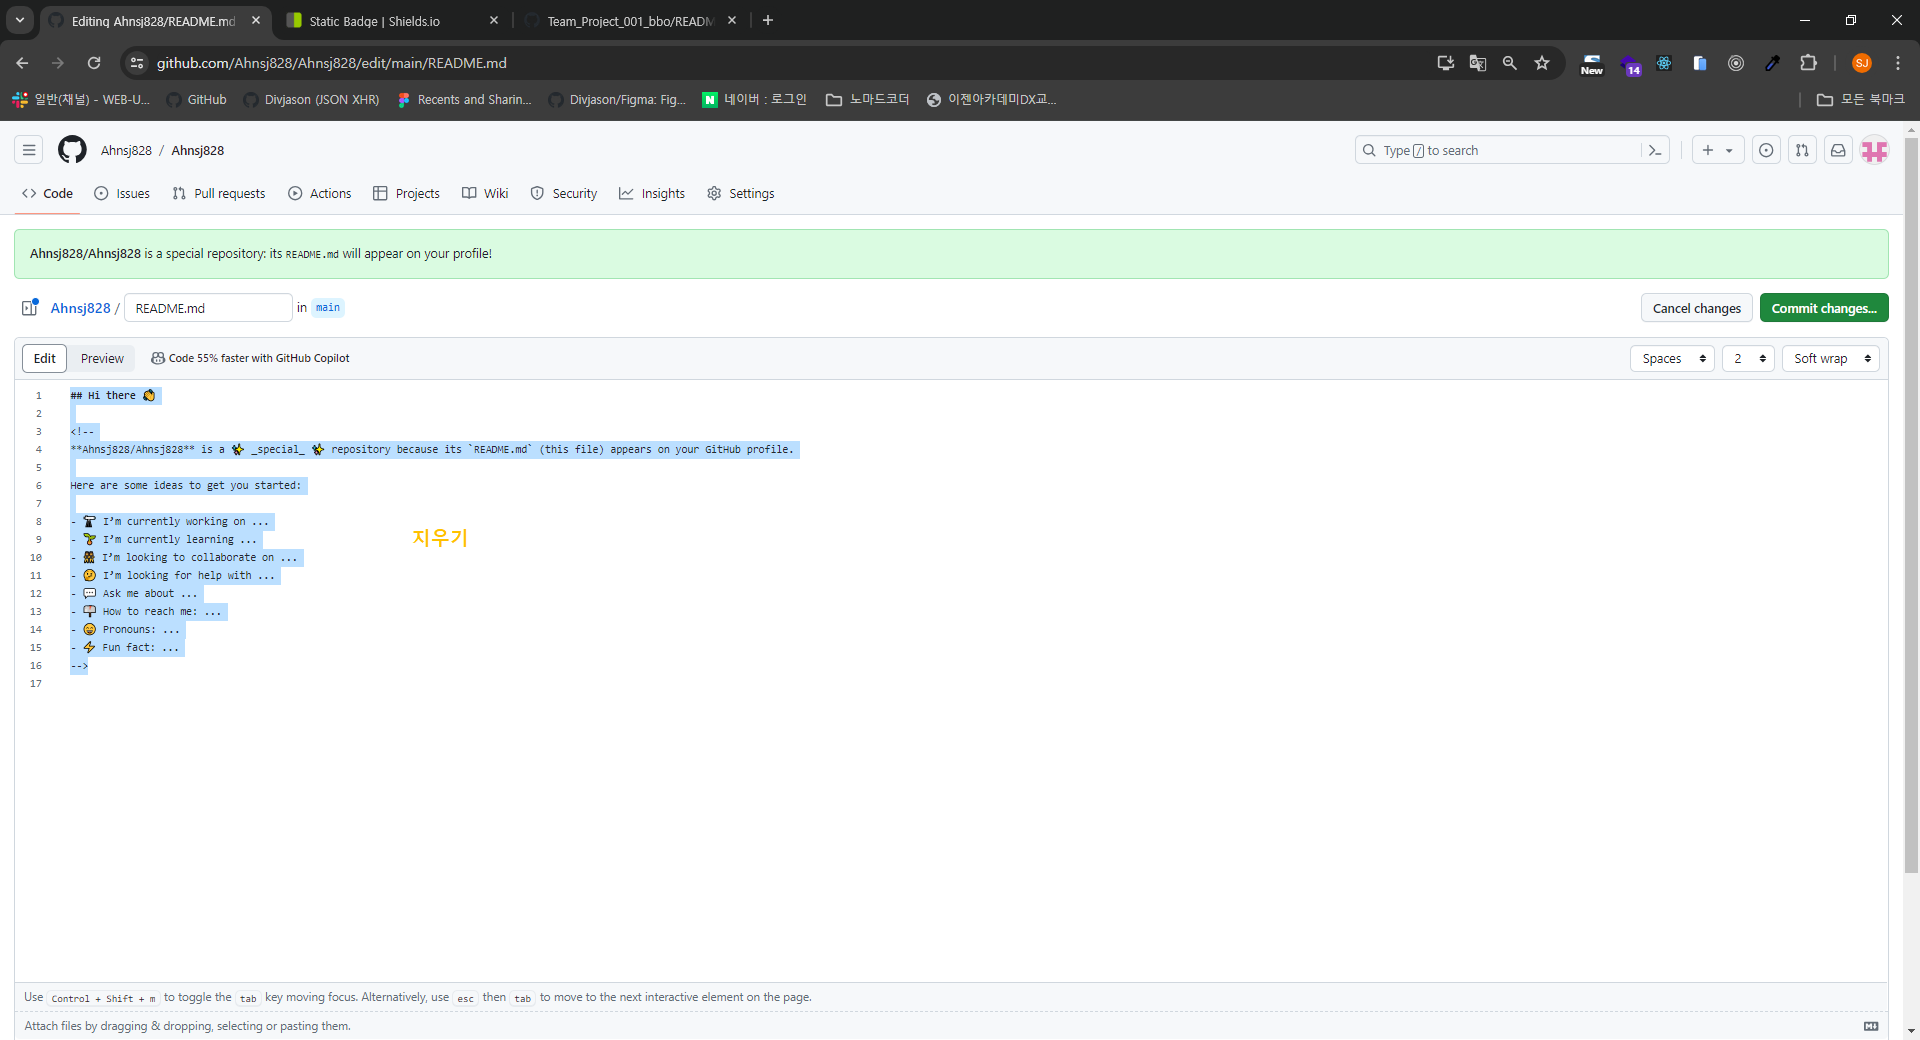 Editing Ahnsj828/README.md
Static Badge | Shields.io
Team_Project_001_bbo/READM
github.com/Ahnsj828/Ahnsj828/edit/main/README.md
New
14
SJ
일반(채널) - WEB-U...
GitHub
Divjason (JSON XHR)
Recents and Sharin...
Divjason/Figma: Fig...
N 네이버 : 로그인
노마드코더
이젠아카데미DX교...
모든 북마크
Ahnsj828 / Ahnsj828
Type / to search
Code
Issues
Pull requests
Actions
Projects
Wiki
Security
Insights
Settings
Ahnsj828/Ahnsj828 is a special repository: its README.md will appear on your profile!
Ahnsj828 / README.md in main
Cancel changes
Commit changes...
Edit
Preview
Code 55% faster with GitHub Copilot
Spaces
2
Soft wrap
1 ## Hi there 👋
2
3 <!--
4 **Ahnsj828/Ahnsj828** is a ✨ _special_ ✨ repository because its `README.md` (this file) appears on your GitHub profile.
5
6 Here are some ideas to get you started:
7
8 - 🔭 I'm currently working on ...
9 - 🌱 I'm currently learning ...
지우기
10 - 👯 I'm looking to collaborate on ...
11 - 🤔 I'm looking for help with ...
12 - 💬 Ask me about ...
13 - 📫 How to reach me: ...
14 - 😄 Pronouns: ...
15 - ⚡ Fun fact: ...
16 -->
17
Use Control + Shift + m to toggle the tab key moving focus. Alternatively, use esc then tab to move to the next interactive element on the page.
Attach files by dragging & dropping, selecting or pasting them.